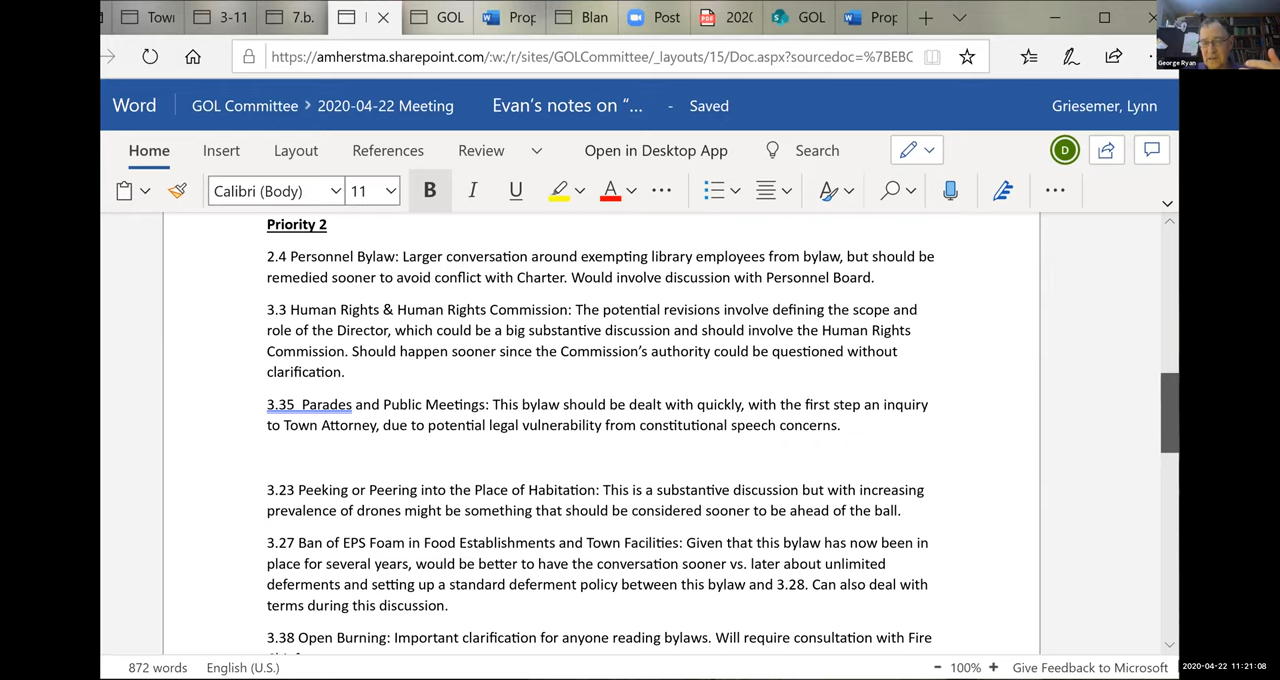 Towi
3-11
7.b.
GOL
Prop
Blan
Post
2020
GOL
Prop
https://amherstma.sharepoint.com/:w:/r/sites/GOLCommittee/_layouts/15/Doc.aspx?sourcedoc=%7BEBC
George Ryan
Word GOL Committee > 2020-04-22 Meeting Evan's notes on "... - Saved Griesemer, Lynn
Home Insert Layout References Review Open in Desktop App Search D
Calibri (Body) 11 B I U A
Priority 2
2.4 Personnel Bylaw: Larger conversation around exempting library employees from bylaw, but should be
remedied sooner to avoid conflict with Charter. Would involve discussion with Personnel Board.
3.3 Human Rights & Human Rights Commission: The potential revisions involve defining the scope and
role of the Director, which could be a big substantive discussion and should involve the Human Rights
Commission. Should happen sooner since the Commission's authority could be questioned without
clarification.
3.35  Parades and Public Meetings: This bylaw should be dealt with quickly, with the first step an inquiry
to Town Attorney, due to potential legal vulnerability from constitutional speech concerns.
3.23 Peeking or Peering into the Place of Habitation: This is a substantive discussion but with increasing
prevalence of drones might be something that should be considered sooner to be ahead of the ball.
3.27 Ban of EPS Foam in Food Establishments and Town Facilities: Given that this bylaw has now been in
place for several years, would be better to have the conversation sooner vs. later about unlimited
deferments and setting up a standard deferment policy between this bylaw and 3.28. Can also deal with
terms during this discussion.
3.38 Open Burning: Important clarification for anyone reading bylaws. Will require consultation with Fire
872 words English (U.S.) - 100% + Give Feedback to Microsoft
2020-04-22 11:21:08